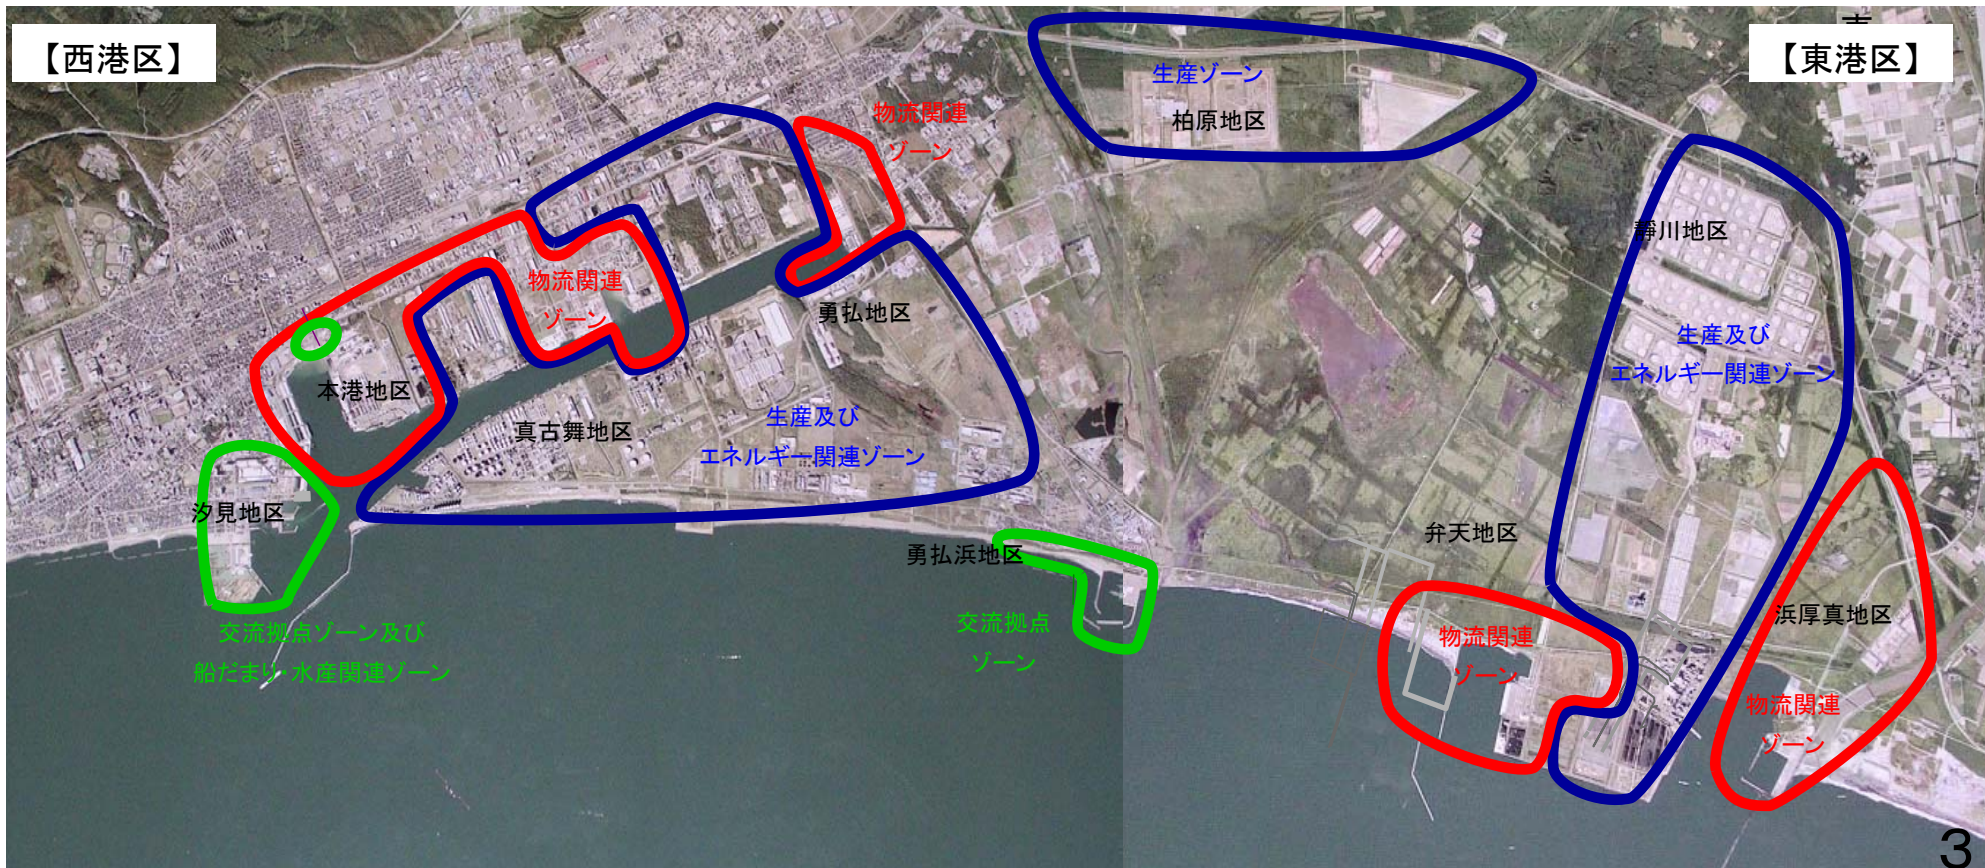 【西港区】
東
【東港区】
生産ゾーン
柏原地区
物流関連
ゾーン
靜川地区
物流関連
ゾーン
勇払地区
生産及び
エネルギー関連ゾーン
本港地区
真古舞地区
生産及び
エネルギー関連ゾーン
汐見地区
勇払浜地区
弁天地区
交流拠点ゾーン及び
船だまり・水産関連ゾーン
交流拠点
ゾーン
物流関連
ゾーン
浜厚真地区
物流関連
ゾーン
3